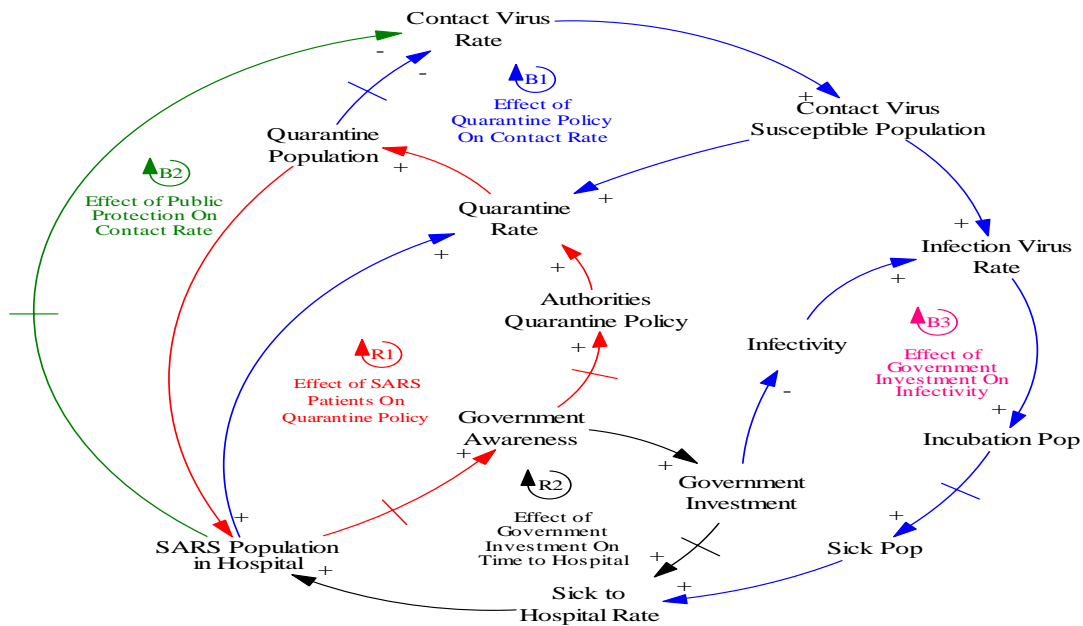 Contact Virus
Rate
-
-
B1
Effect of
Quarantine Policy
On Contact Rate
+
Contact Virus
Susceptible Population
Quarantine
Population
+
B2
Effect of Public
Protection On
Contact Rate
Quarantine
Rate
+
+
+
+
Infection Virus
Rate
+
Authorities
Quarantine Policy
+
Infectivity
-
B3
Effect of
Government
Investment On
Infectivity
R1
Effect of SARS
Patients On
Quarantine Policy
Government
Awareness
+
+
Incubation Pop
+
Government
Investment
R2
Effect of
Government
Investment On
Time to Hospital
+
SARS Population
in Hospital
+
+
Sick Pop
+
+
Sick to
Hospital Rate